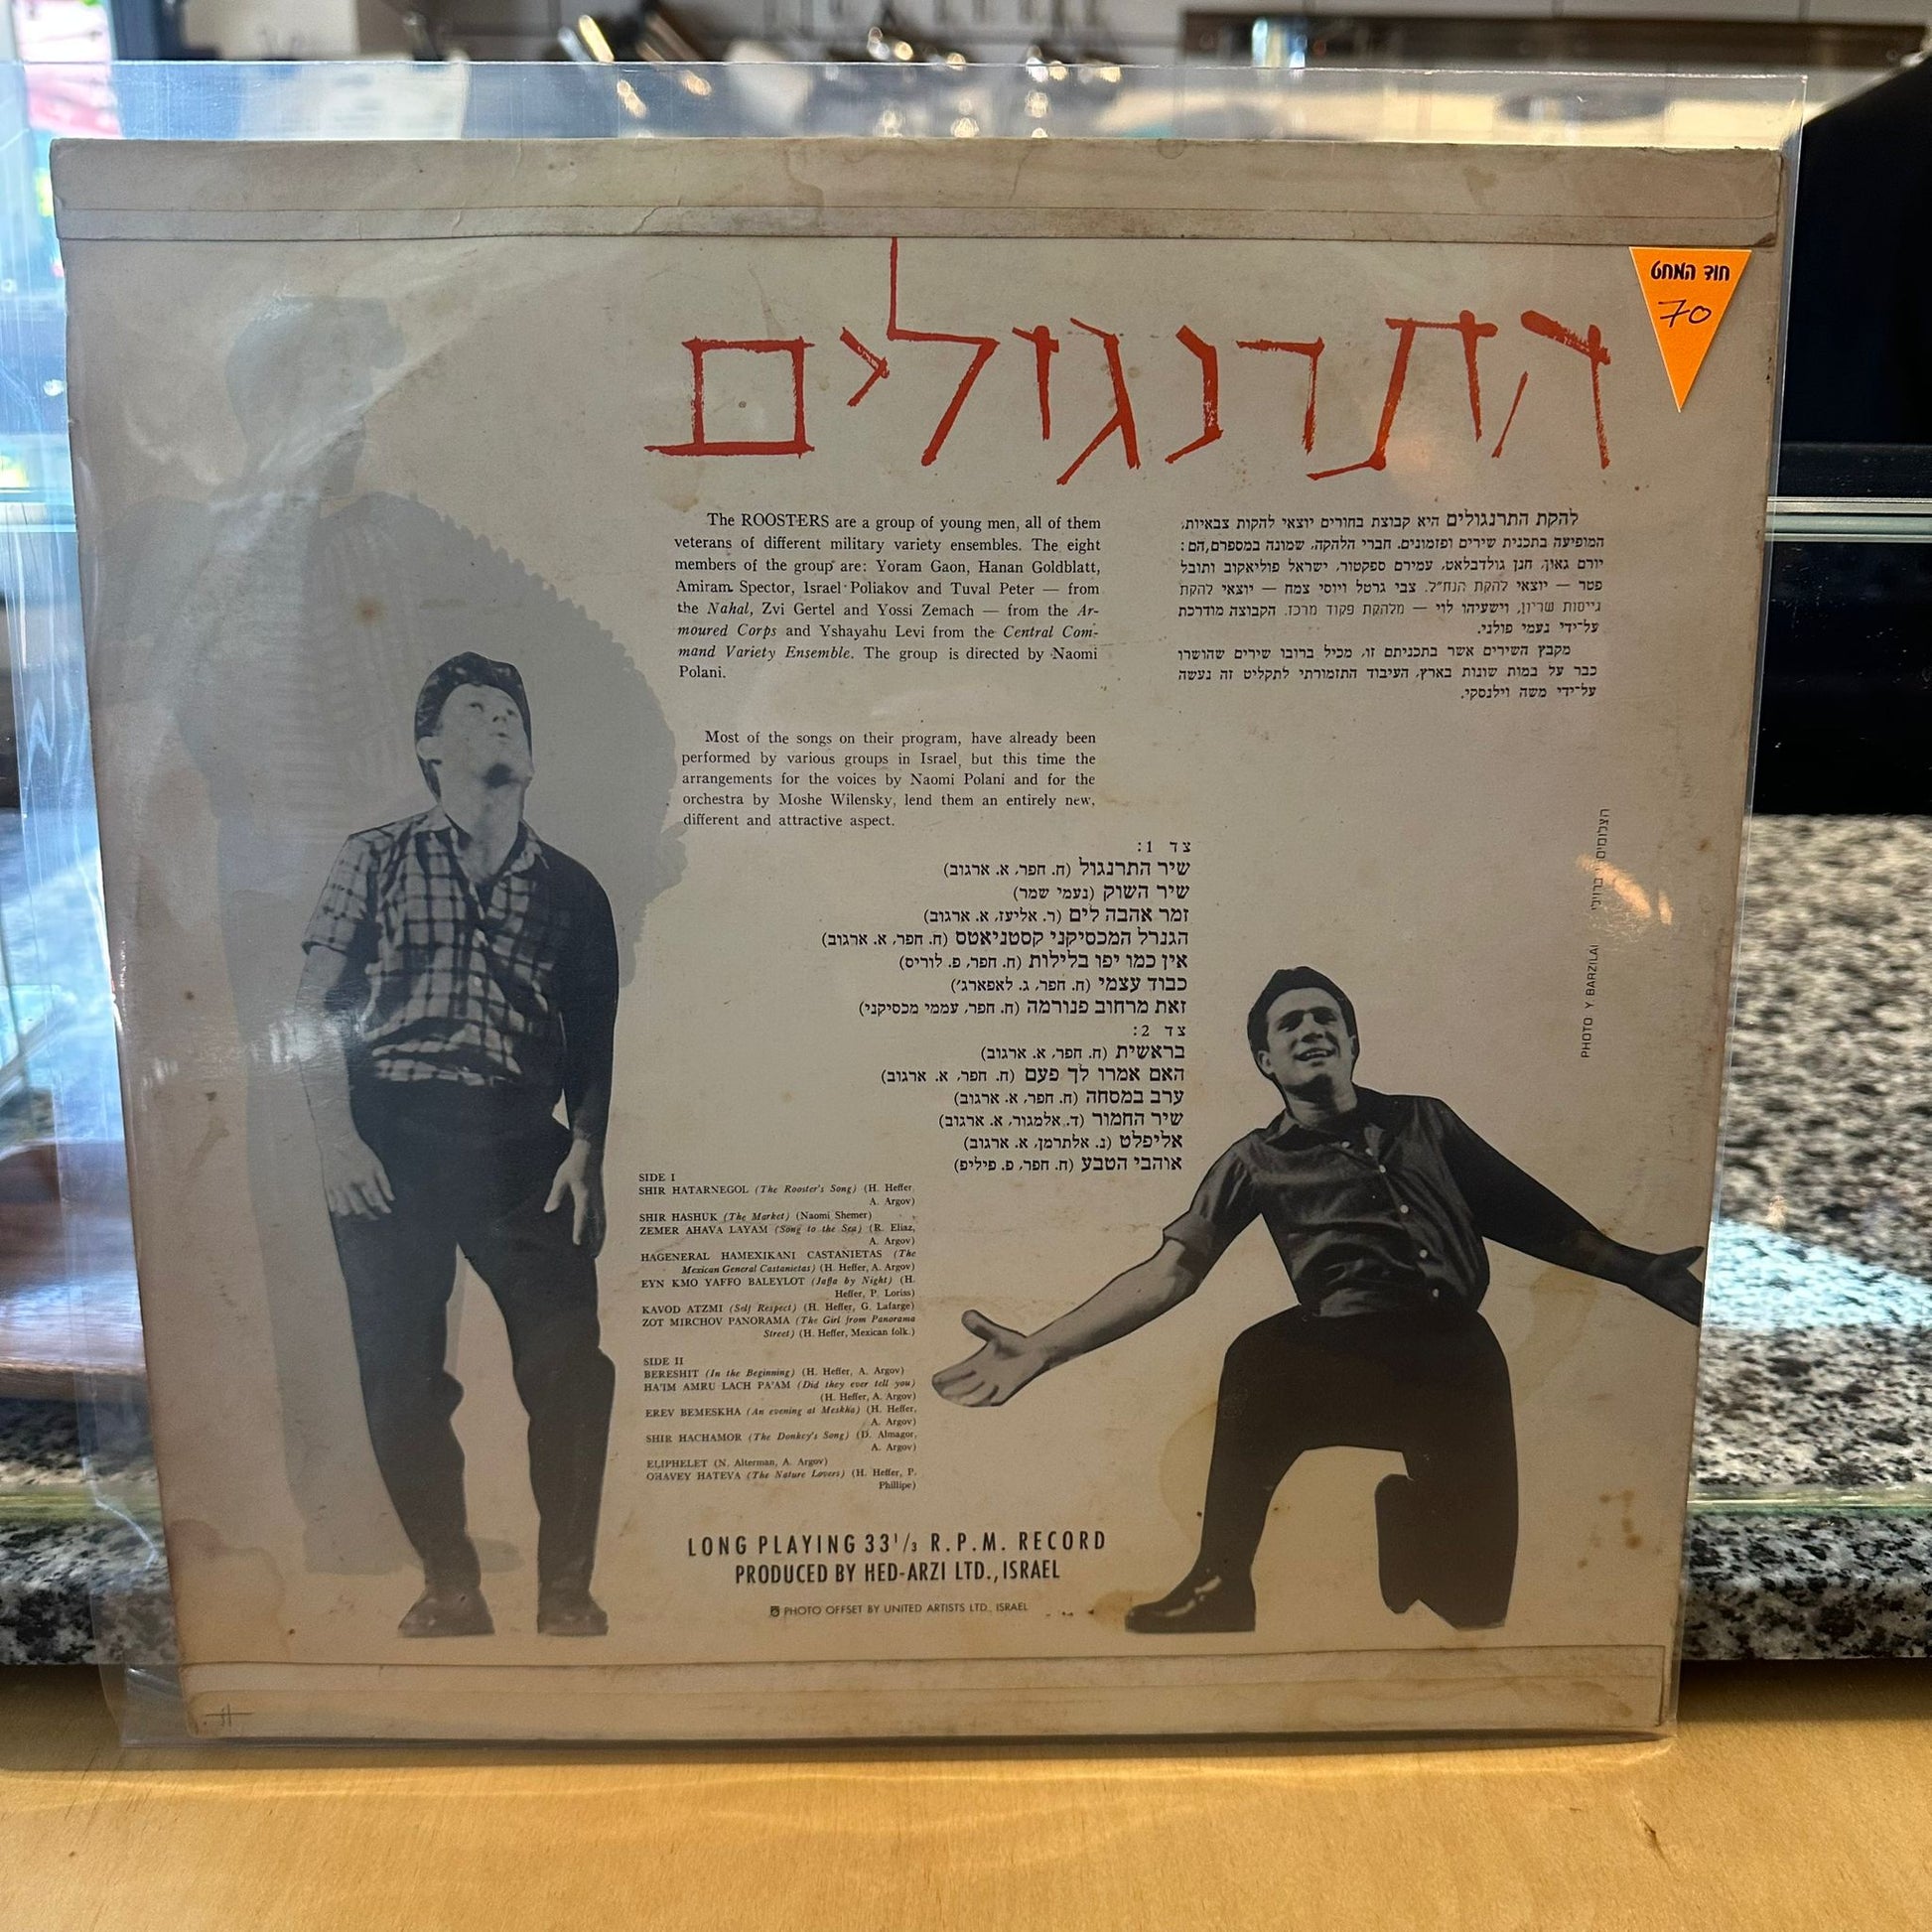 חוד המחט
70
התרנגולים
The ROOSTERS are a group of young men, all of them
veterans of different military variety ensembles. The eight
members of the group are: Yoram Gaon, Hanan Goldblatt,
Amiram Spector, Israel Poliakov and Tuval Peter — from
the Nahal, Zvi Gertel and Yossi Zemach — from the Ar-
moured Corps and Yshayahu Levi from the Central Com-
mand Variety Ensemble. The group is directed by Naomi
Polani.
Most of the songs on their program, have already been
performed by various groups in Israel, but this time the
arrangements for the voices by Naomi Polani and for the
orchestra by Moshe Wilensky, lend them an entirely new,
different and attractive aspect.
להקת התרנגולים היא קבוצת בחורים יוצאי להקות צבאיות,
המופיעה בתכנית שירים ופזמונים. חברי הלהקה, שמונה במספרם, הם:
יורם גאון, חנן גולדבלאט, עמירם ספקטור, ישראל פוליאקוב ותובל
פטר — יוצאי להקת הנח״ל. צבי גרטל ויוסי צמח — יוצאי להקת
גייסות שריון, וישעיהו לוי — מלהקת פקוד מרכז. הקבוצה מודרכת
על־ידי נעמי פולני.
מקבץ השירים אשר בתכניתם זו, מכיל ברובו שירים שהושרו
כבר על במות שונות בארץ. העיבוד התזמורתי לתקליט זה נעשה
על־ידי משה וילנסקי.
צד 1:
שיר התרנגול (ח. חפר, א. ארגוב)
שיר השוק (נעמי שמר)
זמר אהבה לים (ר. אליעז, א. ארגוב)
הגנרל המכסיקני קסטניאטס (ח. חפר, א. ארגוב)
אין כמו יפו בלילות (ח. חפר, פ. לוריס)
כבוד עצמי (ח. חפר, ג. לאפארג׳)
זאת מרחוב פנורמה (ח. חפר, עממי מכסיקני)
צד 2:
בראשית (ח. חפר, א. ארגוב)
האם אמרו לך פעם (ח. חפר, א. ארגוב)
ערב במסחה (ח. חפר, א. ארגוב)
שיר החמור (ד. אלמגור, א. ארגוב)
אליפלט (נ. אלתרמן, א. ארגוב)
אוהבי הטבע (ח. חפר, פ. פיליפ)
SIDE I
SHIR HATARNEGOL (The Rooster's Song) (H. Heffer,
A. Argov)
SHIR HASHUK (The Market) (Naomi Shemer)
ZEMER AHAVA LAYAM (Song to the Sea) (R. Eliaz,
A. Argov)
HAGENERAL HAMEXIKANI CASTANIETAS (The
Mexican General Castanietas) (H. Heffer, A. Argov)
EYN KMO YAFFO BALEYLOT (Jaffa by Night) (H.
Heffer, P. Loriss)
KAVOD ATZMI (Self Respect) (H. Heffer, G. Lafarge)
ZOT MIRCHOV PANORAMA (The Girl from Panorama
Street) (H. Heffer, Mexican folk.)
SIDE II
BERESHIT (In the Beginning) (H. Heffer, A. Argov)
HA'IM AMRU LACH PA'AM (Did they ever tell you)
(H. Heffer, A. Argov)
EREV BEMESKHA (An evening at Meskha) (H. Heffer,
A. Argov)
SHIR HACHAMOR (The Donkey's Song) (D. Almagor,
A. Argov)
ELIPHELET (N. Alterman, A. Argov)
OHAVEY HATEVA (The Nature Lovers) (H. Heffer, P.
Phillipe)
LONG PLAYING 33 1/3 R.P.M. RECORD
PRODUCED BY HED-ARZI LTD., ISRAEL
PHOTO OFFSET BY UNITED ARTISTS LTD. ISRAEL
PHOTO Y BARZILAI
הצלומים ברזילי